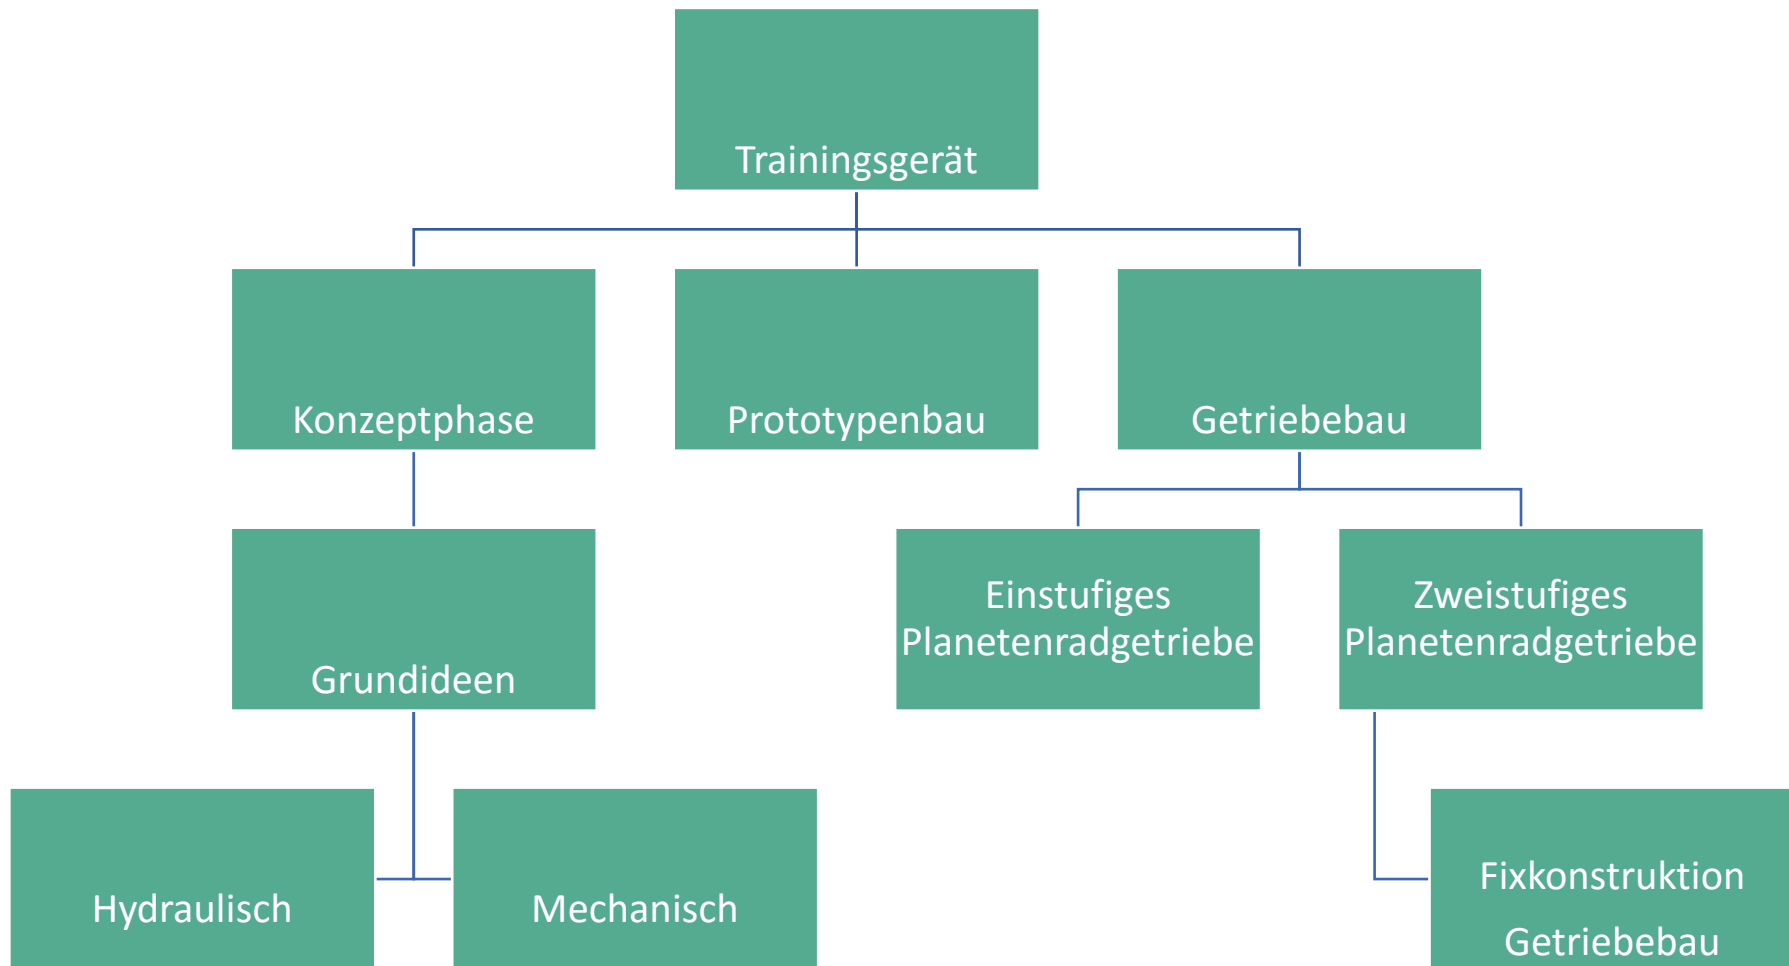 Trainingsgerät
Konzeptphase
Prototypenbau
Getriebebau
Grundideen
Einstufiges
Planetenradgetriebe
Zweistufiges
Planetenradgetriebe
Hydraulisch
Mechanisch
Fixkonstruktion
Getriebebau